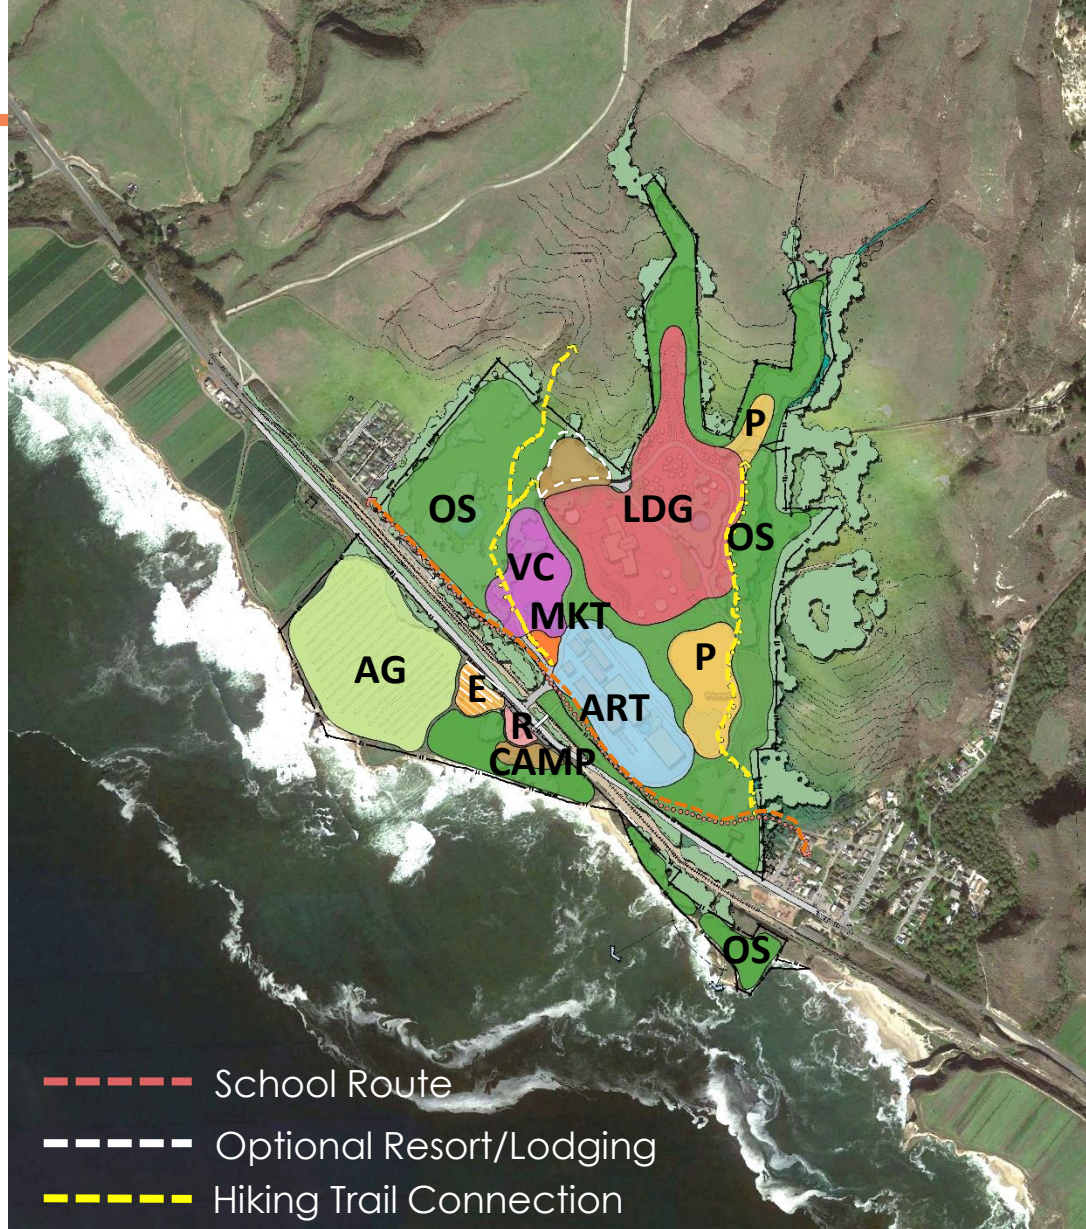 P
OS
LDG
OS
VC
MKT
AG
P
E
ART
R
CAMP
OS
School Route
Optional Resort/Lodging
Hiking Trail Connection